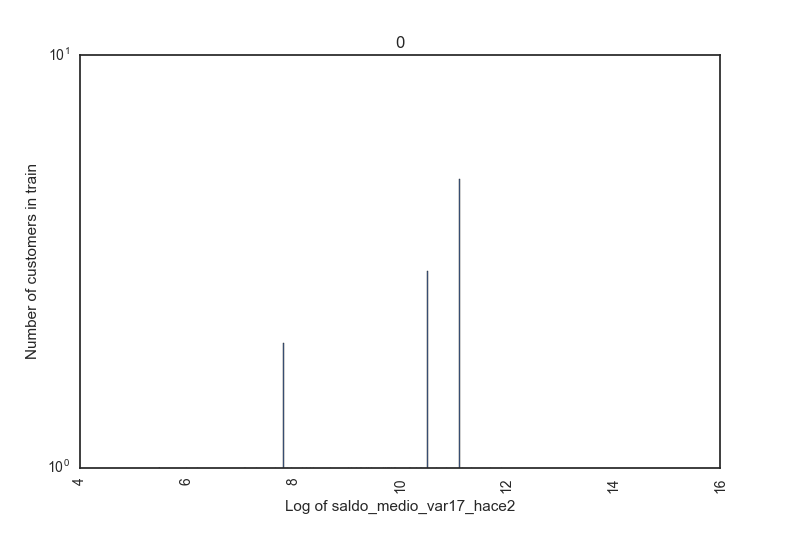 0
10¹
10⁰
Number of customers in train
4 6 8 10 12 14 16
Log of saldo_medio_var17_hace2